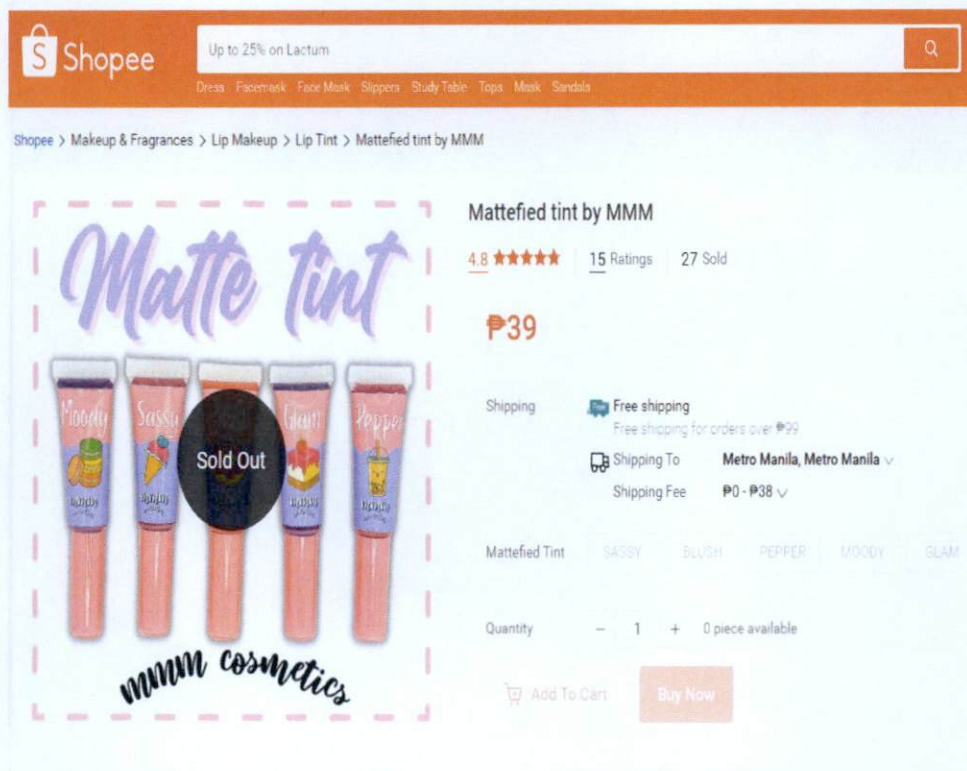 Shopee
Up to 25% on Lactum
Dress Facemask Face Mask Slippers Study Table Tops Mask Sandals
Shopee > Makeup & Fragrances > Lip Makeup > Lip Tint > Mattefied tint by MMM
Matte tint
Moody Sassy Glam Pepper
Sold Out
mmm cosmetics
Mattefied tint by MMM
4.8 ★★★★★ 15 Ratings 27 Sold
₱39
Shipping Free shipping
Free shipping for orders over ₱99
Shipping To Metro Manila, Metro Manila
Shipping Fee ₱0 - ₱38
Mattefied Tint SASSY BLUSH PEPPER MOODY GLAM
Quantity − 1 + 0 piece available
Add To Cart Buy Now